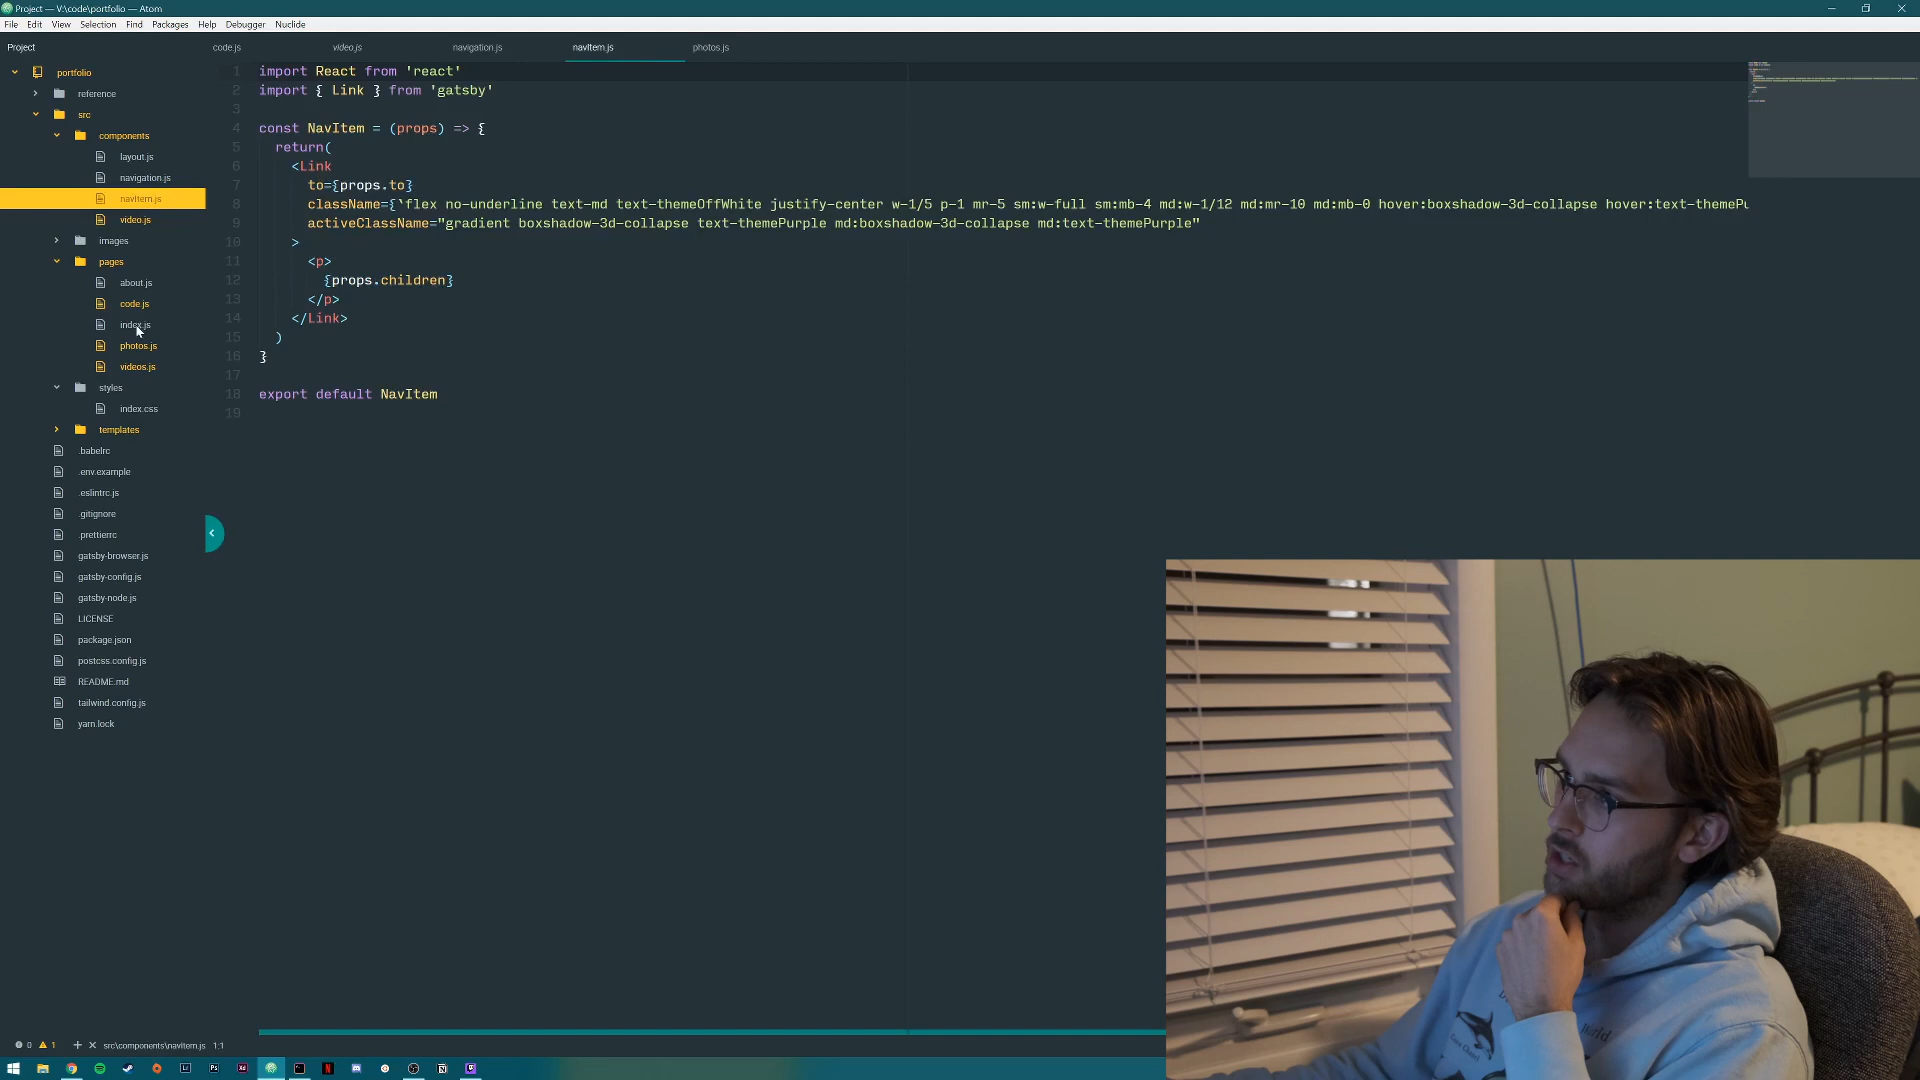 Project — V:\code\portfolio — Atom
File Edit View Selection Find Packages Help Debugger Nuclide
Project
code.js video.js navigation.js navItem.js photos.js
portfolio
reference
src
components
layout.js
navigation.js
navItem.js
video.js
images
pages
about.js
code.js
index.js
photos.js
videos.js
styles
index.css
templates
.babelrc
.env.example
.eslintrc.js
.gitignore
.prettierrc
gatsby-browser.js
gatsby-config.js
gatsby-node.js
LICENSE
package.json
postcss.config.js
README.md
tailwind.config.js
yarn.lock
1 import React from 'react'
2 import { Link } from 'gatsby'
3
4 const NavItem = (props) => {
5 return(
6 <Link
7 to={props.to}
8 className={`flex no-underline text-md text-themeOffWhite justify-center w-1/5 p-1 mr-5 sm:w-full sm:mb-4 md:w-1/12 md:mr-10 md:mb-0 hover:boxshadow-3d-collapse hover:text-themePu
9 activeClassName="gradient boxshadow-3d-collapse text-themePurple md:boxshadow-3d-collapse md:text-themePurple"
10 >
11 <p>
12 {props.children}
13 </p>
14 </Link>
15 )
16 }
17
18 export default NavItem
19
0 1 src\components\navItem.js 1:1